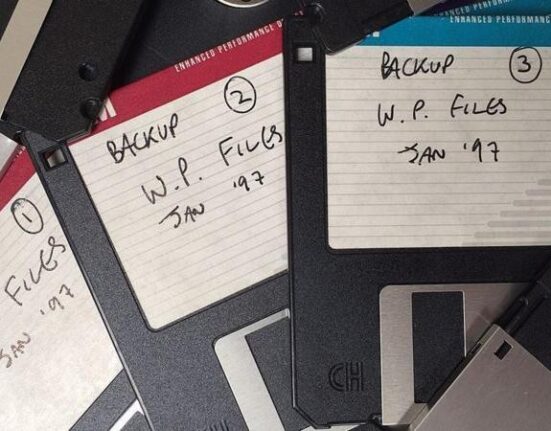 1
FILES
JAN '97
ENHANCED PERFORMANCE
2
BACKUP
W.P. FILES
JAN '97
ENHANCED PERFORMANCE
3
BACKUP
W.P. FILES
JAN '97